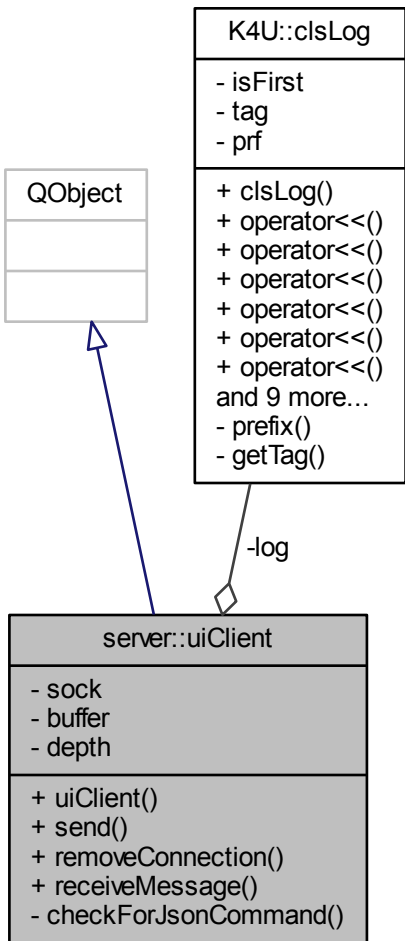 K4U::clsLog
- isFirst
- tag
- prf
+ clsLog()
+ operator<<()
+ operator<<()
+ operator<<()
+ operator<<()
+ operator<<()
+ operator<<()
and 9 more...
- prefix()
- getTag()
QObject
-log
server::uiClient
- sock
- buffer
- depth
+ uiClient()
+ send()
+ removeConnection()
+ receiveMessage()
- checkForJsonCommand()